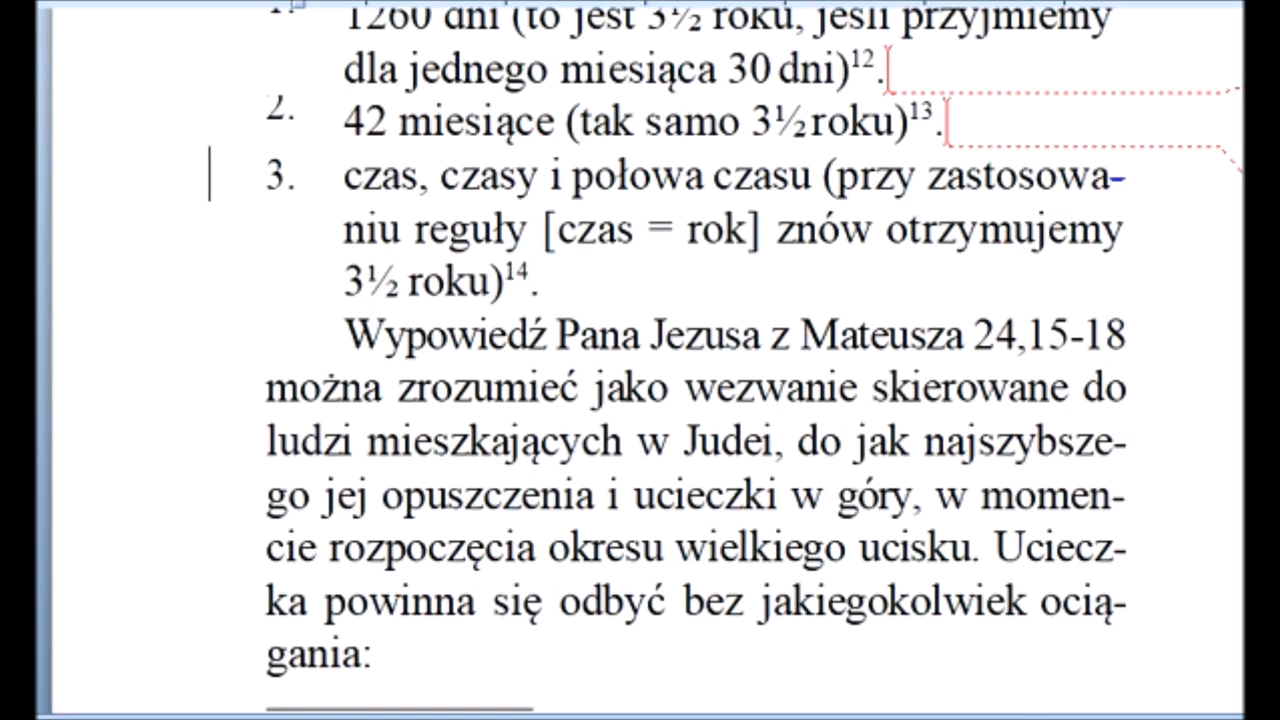 1. 1260 dni (to jest 3½ roku, jeśli przyjmiemy
dla jednego miesiąca 30 dni)¹².
2. 42 miesiące (tak samo 3½ roku)¹³.
3. czas, czasy i połowa czasu (przy zastosowa-
niu reguły [czas = rok] znów otrzymujemy
3½ roku)¹⁴.
Wypowiedź Pana Jezusa z Mateusza 24,15-18
można zrozumieć jako wezwanie skierowane do
ludzi mieszkających w Judei, do jak najszybsze-
go jej opuszczenia i ucieczki w góry, w momen-
cie rozpoczęcia okresu wielkiego ucisku. Uciecz-
ka powinna się odbyć bez jakiegokolwiek ocią-
gania: